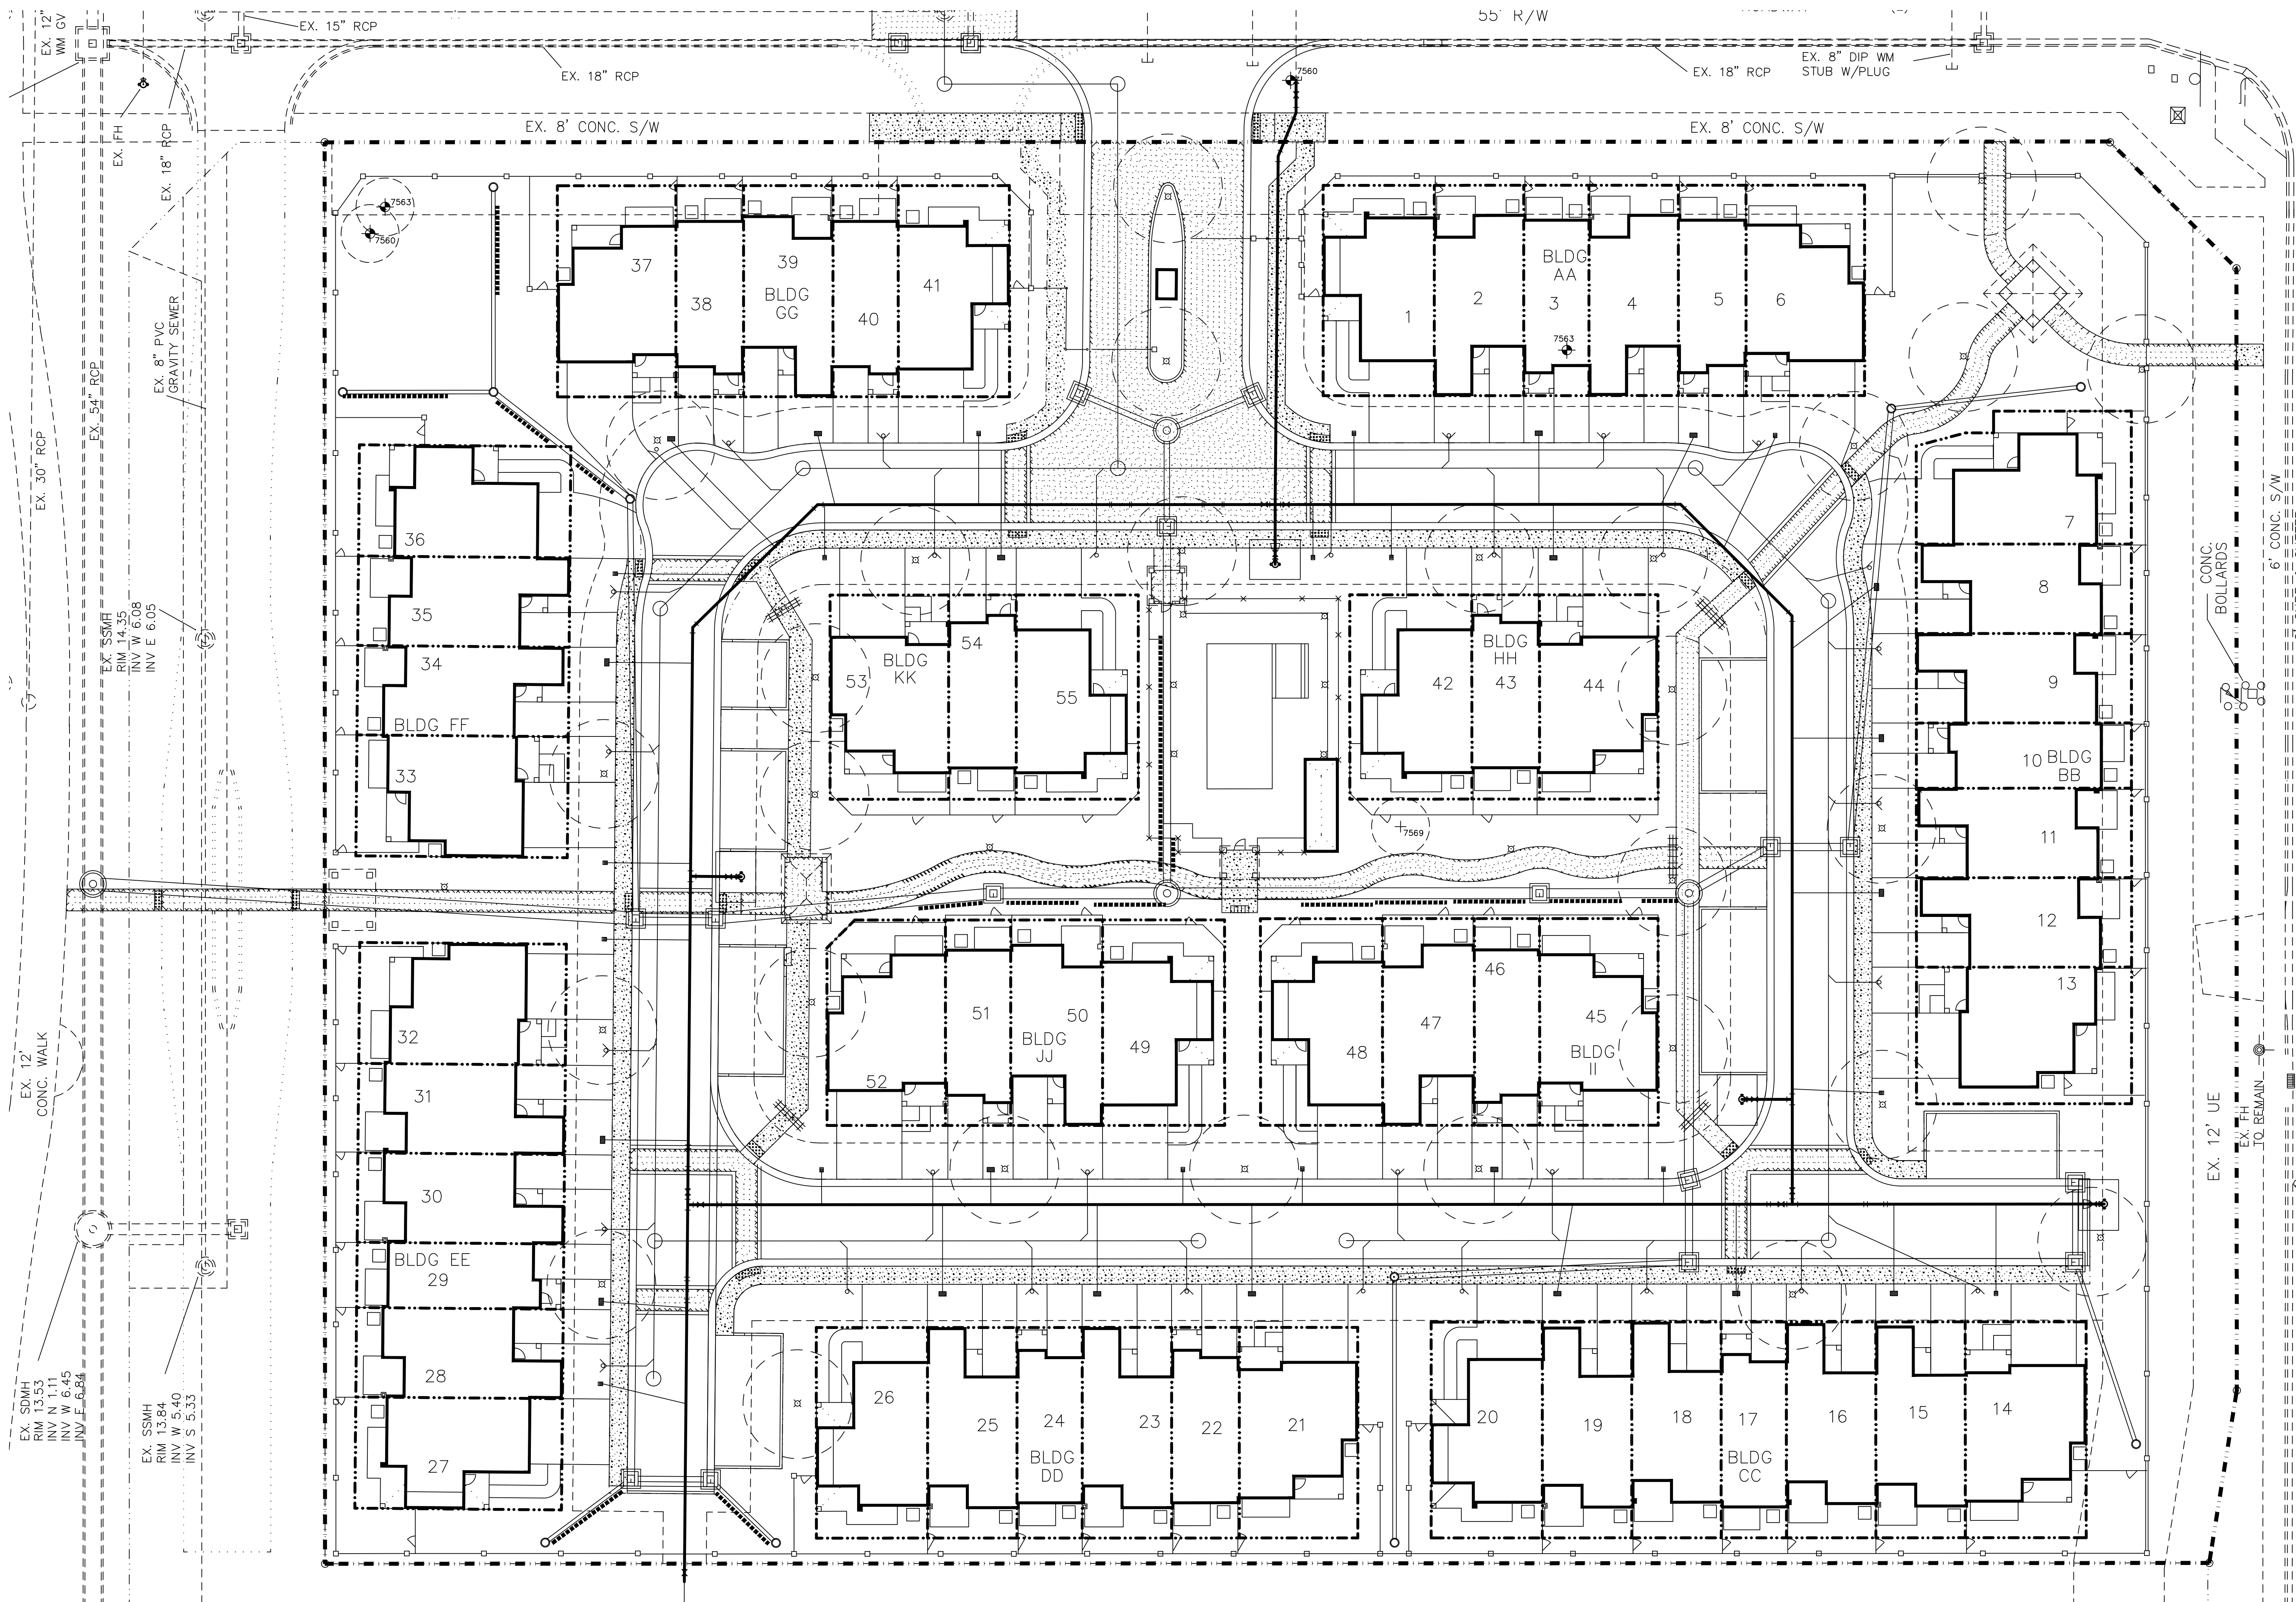 EX. 12"
WM GV
EX. 15" RCP
55' R/W
EX. 18" RCP
EX. 18" RCP
EX. 8" DIP WM
STUB W/PLUG
7560
EX. FH
EX. 18" RCP
EX. 8' CONC. S/W
EX. 8' CONC. S/W
7563
7560
37
38
39
BLDG
GG
40
41
1
2
BLDG
AA
3
7563
4
5
6
EX. 8" PVC
GRAVITY SEWER
EX. 54" RCP
EX. 30" RCP
36
35
34
BLDG FF
33
EX. SSMH
RIM 14.35
INV W 6.08
INV E 6.05
53
BLDG
KK
54
55
42
BLDG
HH
43
44
7569
7
8
9
10
BLDG
BB
11
12
13
CONC.
BOLLARDS
6' CONC. S/W
32
31
30
BLDG EE
29
28
27
EX. 12'
CONC. WALK
52
51
BLDG
JJ
50
49
48
47
46
45
BLDG
II
EX. 12' UE
EX. FH
TO REMAIN
EX. SDMH
RIM 13.53
INV N 1.11
INV W 6.45
INV E 6.84
EX. SSMH
RIM 13.84
INV W 5.40
INV S 5.33
26
25
24
BLDG
DD
23
22
21
20
19
18
17
BLDG
CC
16
15
14